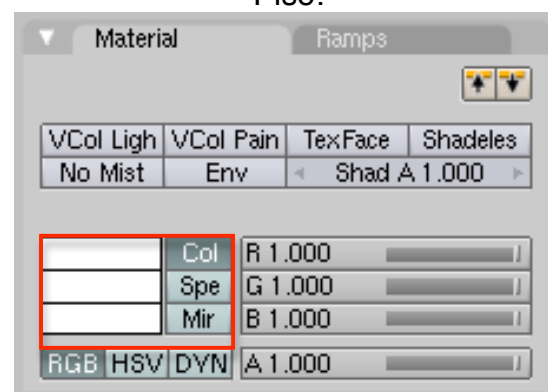 Piso:
Material Ramps
VCol Ligh VCol Pain TexFace Shadeles
No Mist Env Shad A 1.000
Col R 1.000
Spe G 1.000
Mir B 1.000
RGB HSV DYN A 1.000